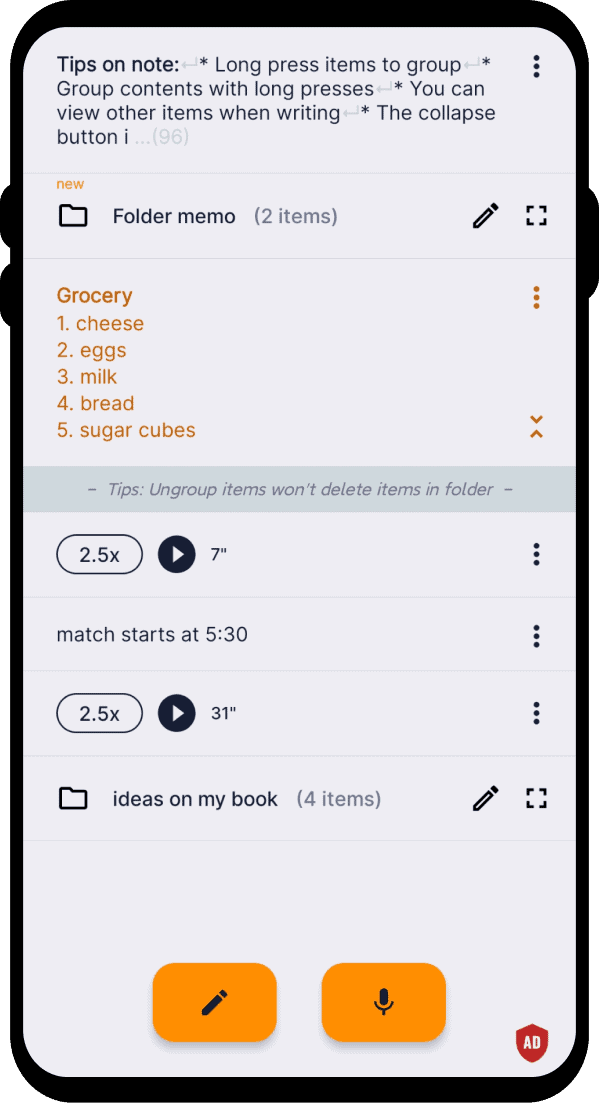 Tips on note:↵* Long press items to group↵*
Group contents with long presses↵* You can
view other items when writing↵* The collapse
button i ...(96)
new
Folder memo (2 items)
Grocery
1. cheese
2. eggs
3. milk
4. bread
5. sugar cubes
– Tips: Ungroup items won't delete items in folder –
2.5x 7"
match starts at 5:30
2.5x 31"
ideas on my book (4 items)
AD